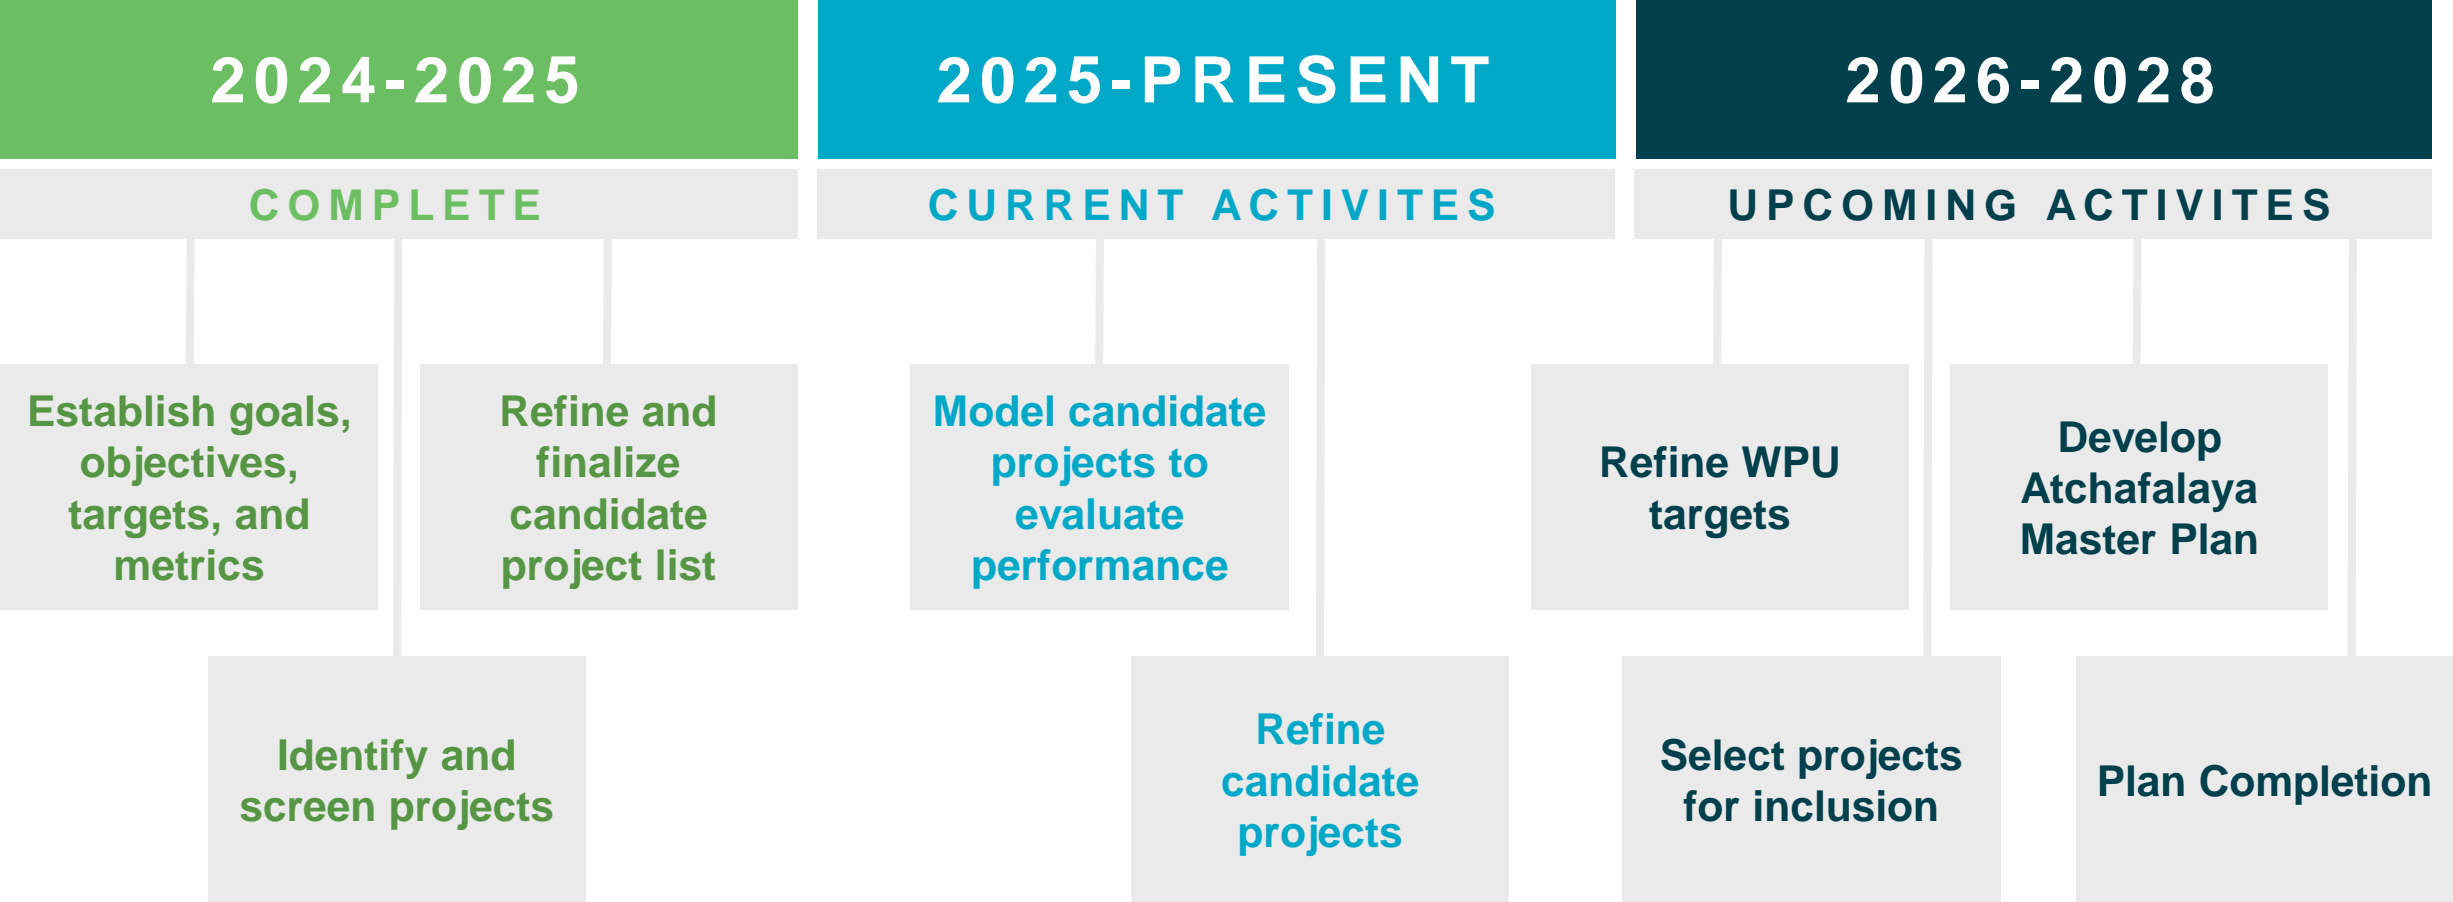 2024-2025
COMPLETE
Establish goals,
objectives,
targets, and
metrics
Identify and
screen projects
Refine and
finalize
candidate
project list
2025-PRESENT
CURRENT ACTIVITES
Model candidate
projects to
evaluate
performance
Refine
candidate
projects
2026-2028
UPCOMING ACTIVITES
Refine WPU
targets
Select projects
for inclusion
Develop
Atchafalaya
Master Plan
Plan Completion